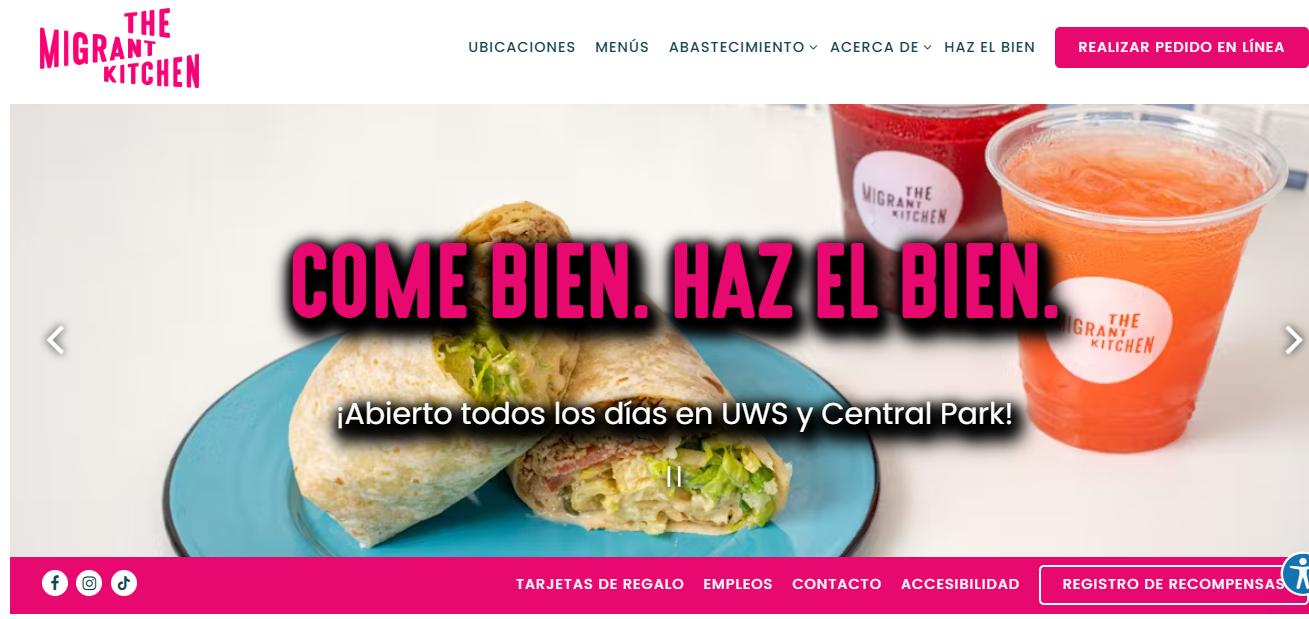 THE
MIGRANT
KITCHEN
UBICACIONES MENÚS ABASTECIMIENTO ACERCA DE HAZ EL BIEN REALIZAR PEDIDO EN LÍNEA
THE
MIGRANT
KITCHEN
COME BIEN. HAZ EL BIEN.
THE
MIGRANT
KITCHEN
¡Abierto todos los días en UWS y Central Park!
TARJETAS DE REGALO EMPLEOS CONTACTO ACCESIBILIDAD REGISTRO DE RECOMPENSAS